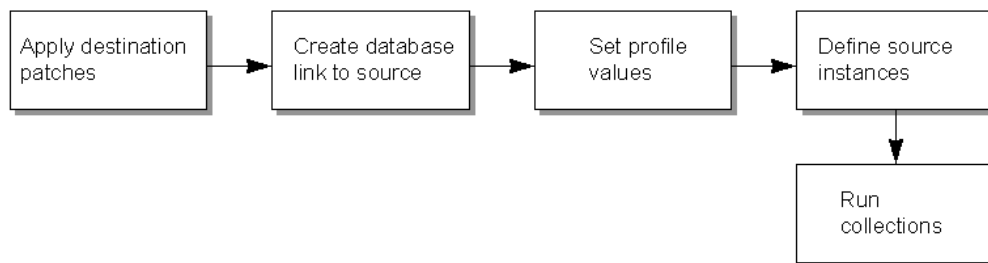 Apply destination
patches
Create database
link to source
Set profile
values
Define source
instances
Run
collections